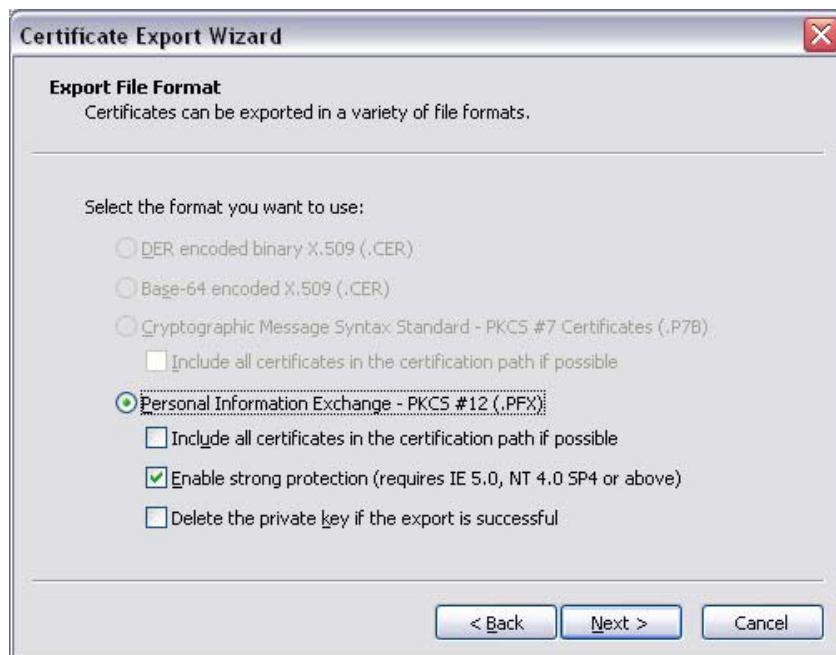 Certificate Export Wizard
Export File Format
Certificates can be exported in a variety of file formats.
Select the format you want to use:
DER encoded binary X.509 (.CER)
Base-64 encoded X.509 (.CER)
Cryptographic Message Syntax Standard - PKCS #7 Certificates (.P7B)
Include all certificates in the certification path if possible
Personal Information Exchange - PKCS #12 (.PFX)
Include all certificates in the certification path if possible
Enable strong protection (requires IE 5.0, NT 4.0 SP4 or above)
Delete the private key if the export is successful
< Back Next > Cancel